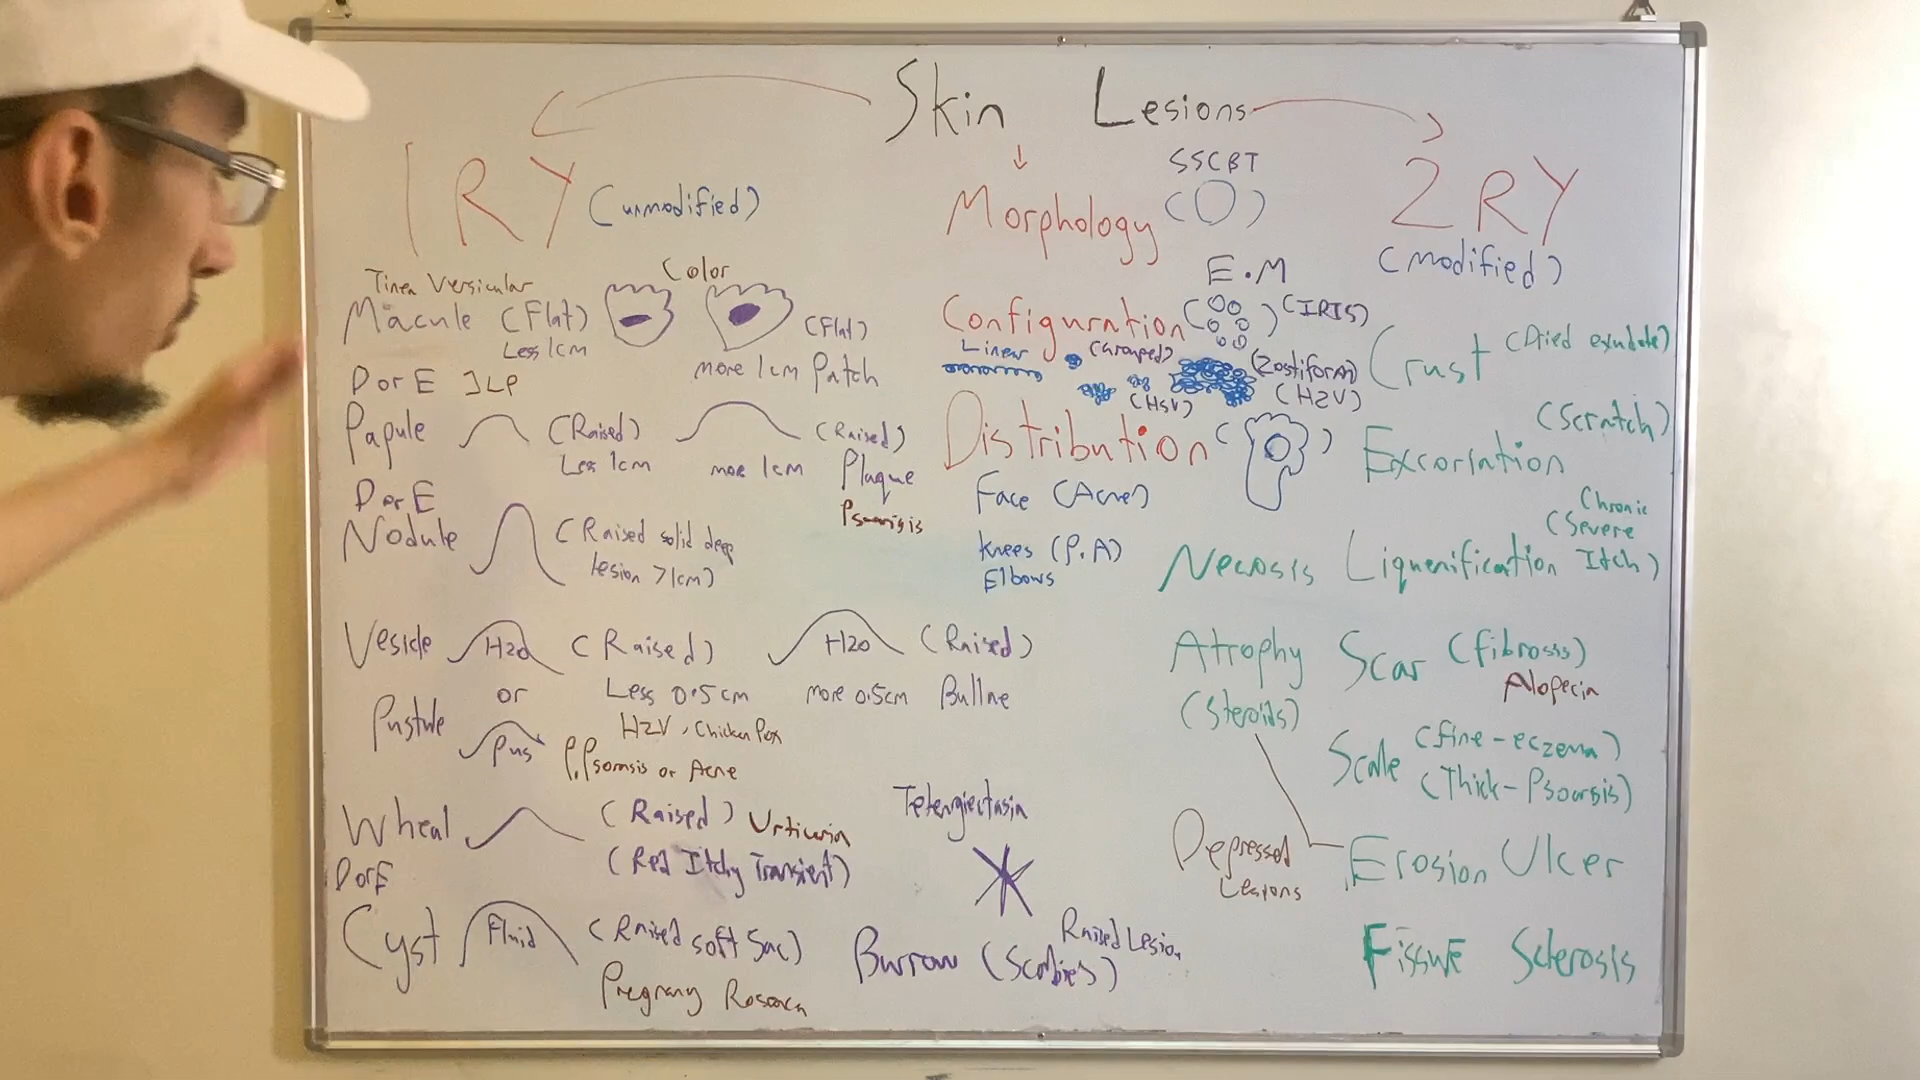 Skin Lesions
1RY (unmodified)
Tinea Versicular
Color
Macule (Flat)
Less 1cm
(Flat)
more 1cm Patch
D or E
Papule (Raised)
Less 1cm
more 1cm
(Raised)
Plaque
D or E
Nodule (Raised solid deep
lesion >1cm)
Vesicle H2O (Raised)
Less 0.5cm
H2O (Raised)
more 0.5cm Bullae
or
HZV, Chicken Pox
Pustule Pus
P.Psoriasis or Acne
Wheal (Raised) Urticaria
(Red Itchy Transient)
D or E
Cyst Fluid (Raised soft Sac)
Pregnancy Rosacea
Telengiectasia
Burrow (Scabies)
Raised Lesion
SSCBT
Morphology ( )
E.M
Configuration ( ) (IRIS)
Linear
(Grouped)
(Zostiform)
(HSV)
(HZV)
Distribution ( )
Face (Acne)
Knees (P.A)
Elbows
2RY
(modified)
Crust (Dried exudate)
(Scratch)
Excoriation
Chronic
(Severe
Itch)
Necrosis Liquenification
Atrophy
(Steroids)
Scar (fibrosis)
Alopecia
Scale (fine-eczema)
(Thick-Psoarsis)
Depressed
Lesions
Erosion Ulcer
Fissure Sclerosis